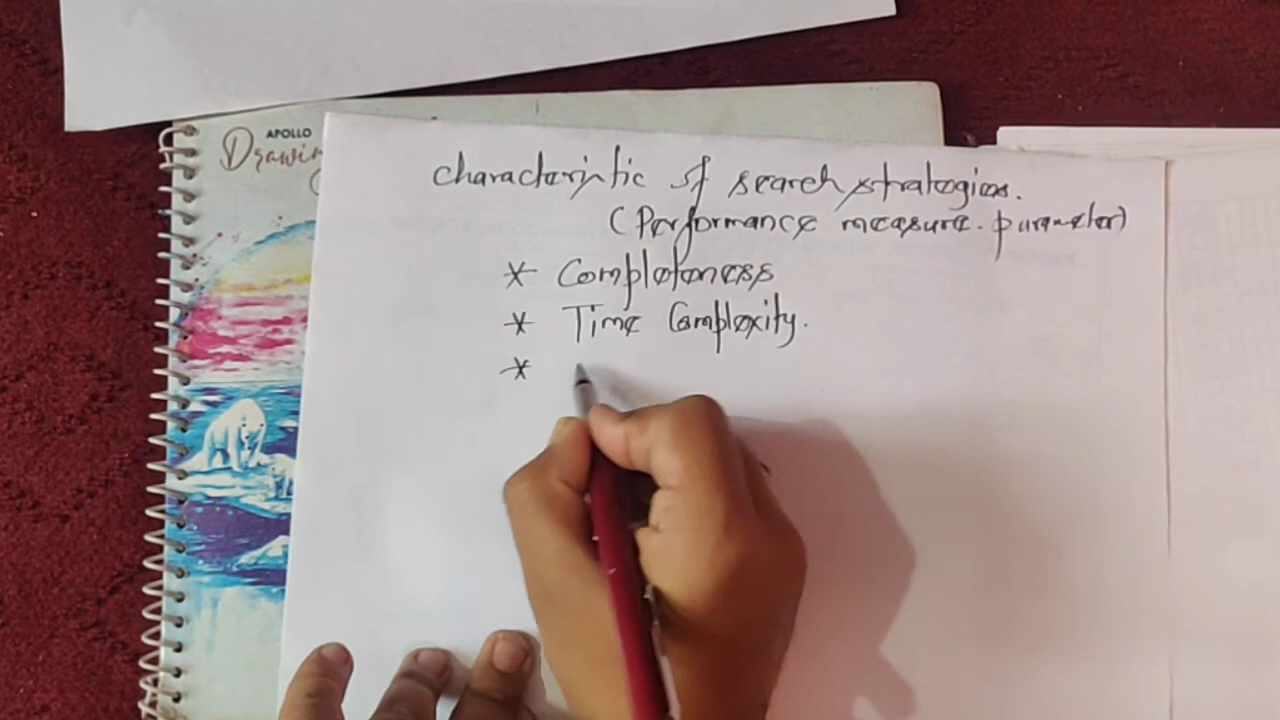 APOLLO
Drawin
characteristic of search strategies.
(Performance measure. parameter)
* Completeness
* Time Complexity.
*